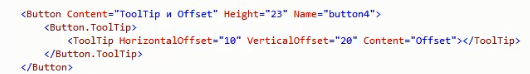 <Button Content="ToolTip и Offset" Height="23" Name="button4">
<Button.ToolTip>
<ToolTip HorizontalOffset="10" VerticalOffset="20" Content="Offset"></ToolTip>
</Button.ToolTip>
</Button>